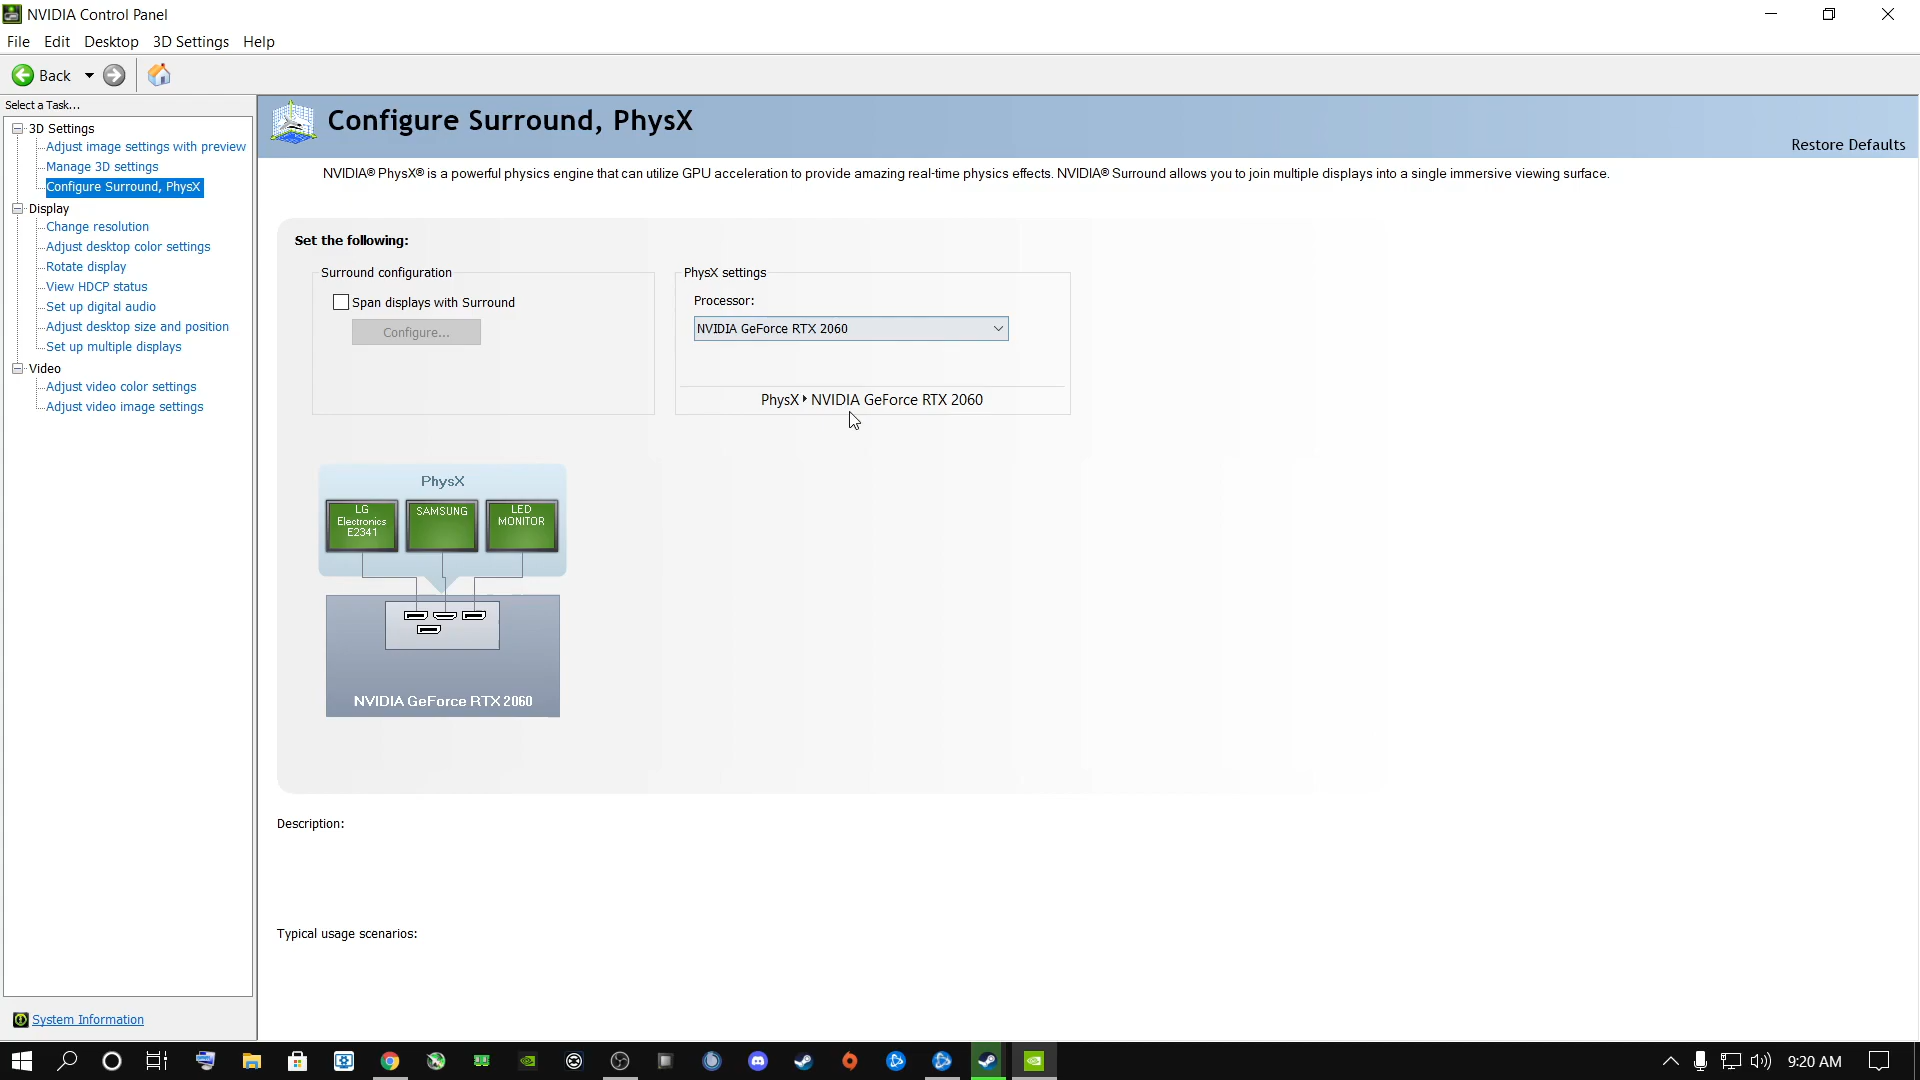 NVIDIA Control Panel
File Edit Desktop 3D Settings Help
Back
Select a Task...
3D Settings
Adjust image settings with preview
Manage 3D settings
Configure Surround, PhysX
Display
Change resolution
Adjust desktop color settings
Rotate display
View HDCP status
Set up digital audio
Adjust desktop size and position
Set up multiple displays
Video
Adjust video color settings
Adjust video image settings
System Information
Configure Surround, PhysX
Restore Defaults
NVIDIA® PhysX® is a powerful physics engine that can utilize GPU acceleration to provide amazing real-time physics effects. NVIDIA® Surround allows you to join multiple displays into a single immersive viewing surface.
Set the following:
Surround configuration
Span displays with Surround
Configure...
PhysX settings
Processor:
NVIDIA GeForce RTX 2060
PhysX NVIDIA GeForce RTX 2060
PhysX
LG
Electronics
E2341
SAMSUNG
LED
MONITOR
NVIDIA GeForce RTX 2060
Description:
Typical usage scenarios:
9:20 AM